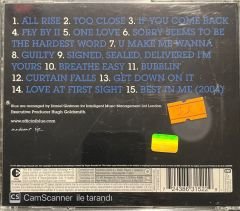 1. ALL RISE 2. TOO CLOSE 3. IF YOU COME BACK
4. FLY BY II 5. ONE LOVE 6. SORRY SEEMS TO BE
THE HARDEST WORD 7. U MAKE ME WANNA
8. GUILTY 9. SIGNED, SEALED, DELIVERED I'M
YOURS 10. BREATHE EASY 11. BUBBLIN'
12. CURTAIN FALLS 13. GET DOWN ON IT
14. LOVE AT FIRST SIGHT 15. BEST IN ME (2004)
Blue are managed by Daniel Glatman for Intelligent Music Management Ltd London
Executive Producer Hugh Goldsmith
www.officialblue.com
CS CamScanner ile tarandı